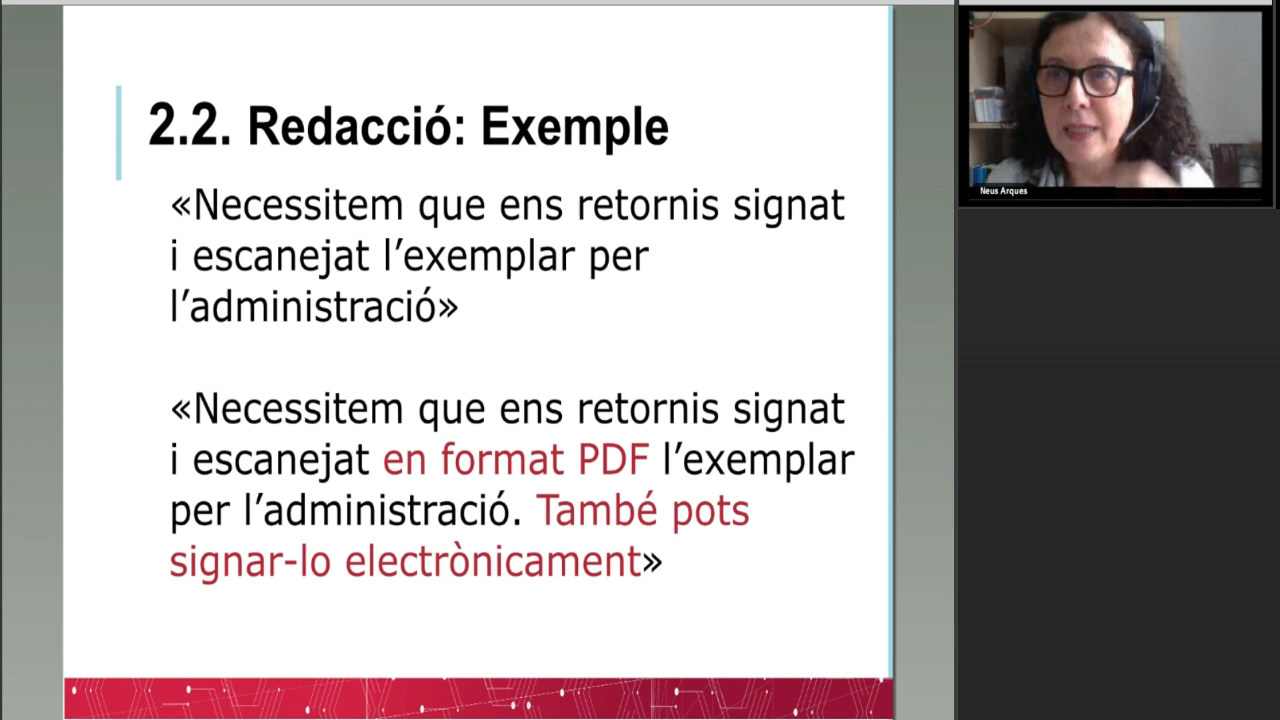 2.2. Redacció: Exemple
«Necessitem que ens retornis signat
i escanejat l’exemplar per
l’administració»
«Necessitem que ens retornis signat
i escanejat en format PDF l’exemplar
per l’administració. També pots
signar-lo electrònicament»
Neus Arques